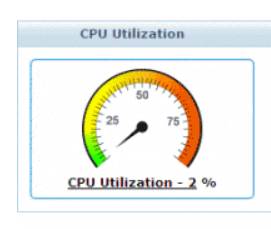 CPU Utilization
50
25 75
CPU Utilization - 2 %